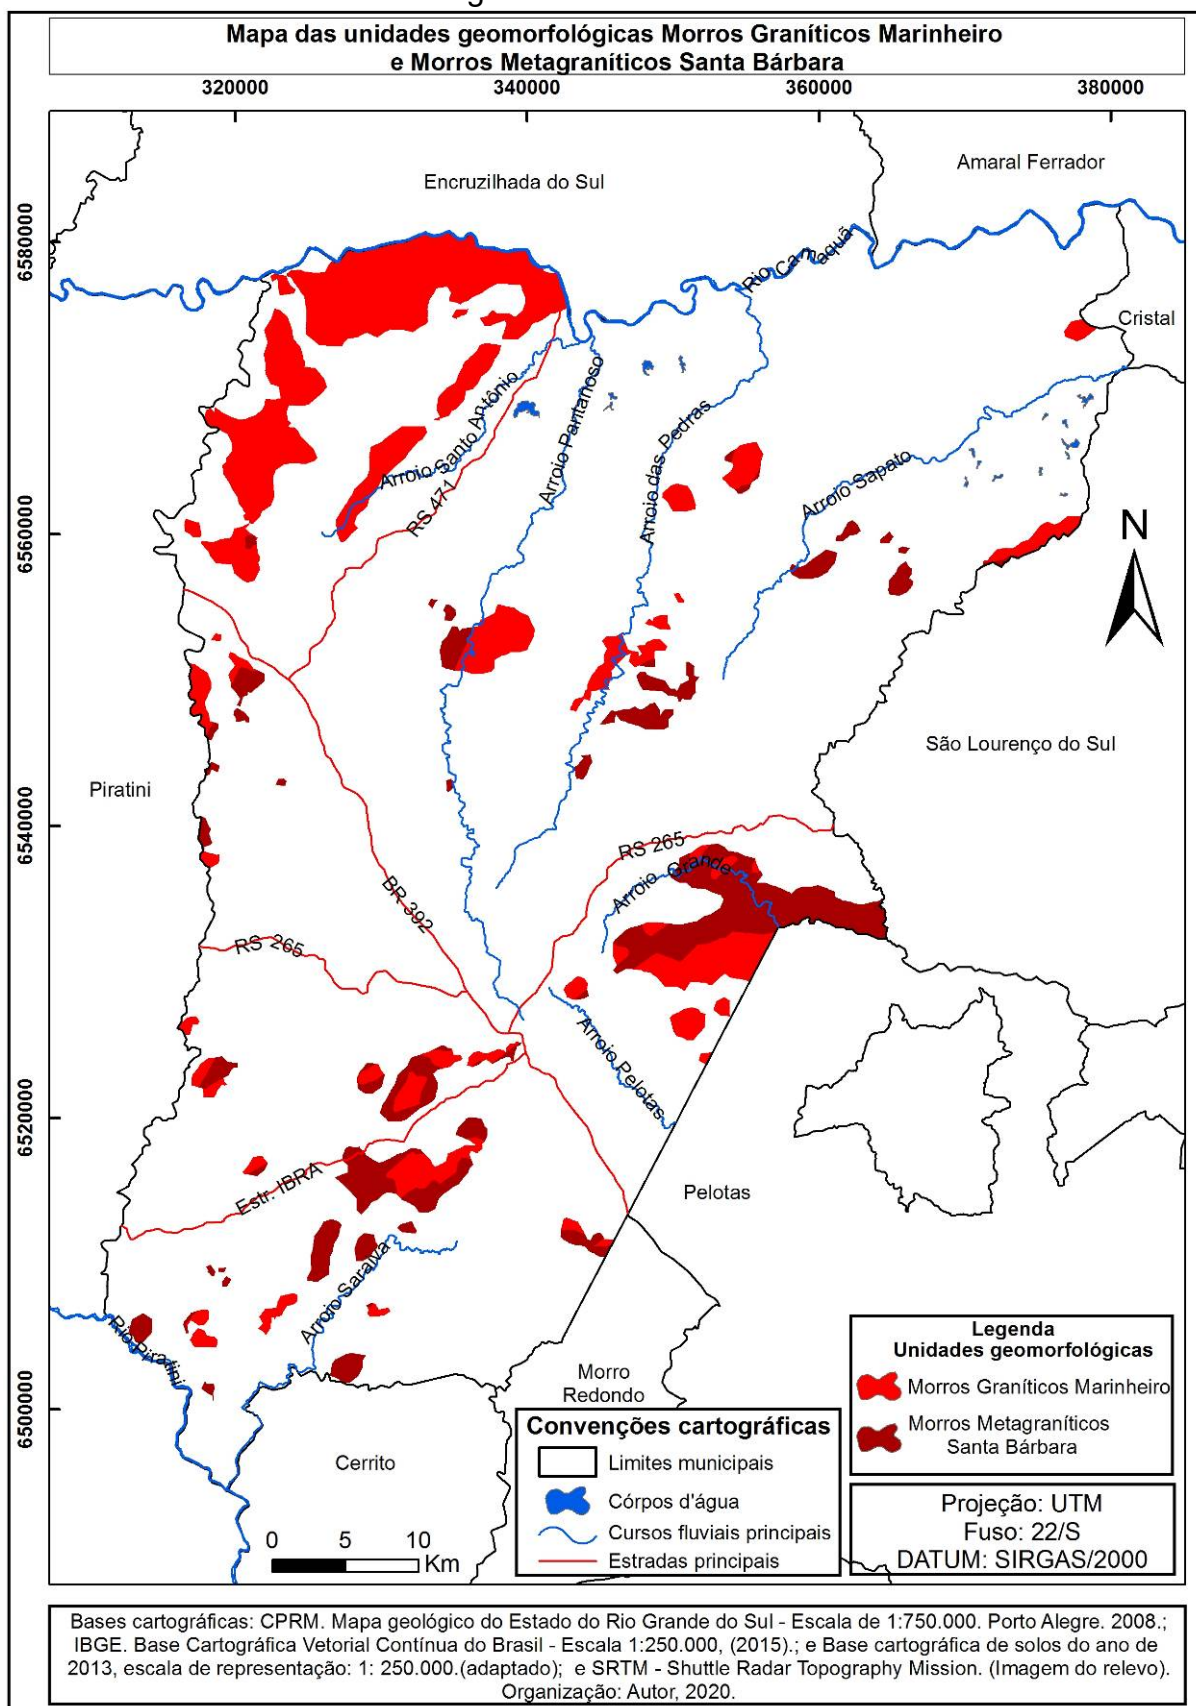 Mapa das unidades geomorfológicas Morros Graníticos Marinheiro
e Morros Metagraníticos Santa Bárbara
320000 340000 360000 380000
Amaral Ferrador
Encruzilhada do Sul
6580000
Rio Camaquã
Cristal
Arroio Santo Antônio
Arroio Pantanoso
Arroio das Pedras
Arroio Sapato
RS 471
6560000
N
São Lourenço do Sul
Piratini
6540000
RS 265
Arroio Grande
BR 392
RS 265
Arroio Pelotas
6520000
Estr. IBRA
Pelotas
Arroio Saraiva
Rio Piratini
Morro
Redondo
6500000
Cerrito
0 5 10
Km
Convenções cartográficas
Limites municipais
Córpos d'água
Cursos fluviais principais
Estradas principais
Legenda
Unidades geomorfológicas
Morros Graníticos Marinheiro
Morros Metagraníticos
Santa Bárbara
Projeção: UTM
Fuso: 22/S
DATUM: SIRGAS/2000
Bases cartográficas: CPRM. Mapa geológico do Estado do Rio Grande do Sul - Escala de 1:750.000. Porto Alegre. 2008.;
IBGE. Base Cartográfica Vetorial Contínua do Brasil - Escala 1:250.000, (2015).; e Base cartográfica de solos do ano de
2013, escala de representação: 1: 250.000.(adaptado); e SRTM - Shuttle Radar Topography Mission. (Imagem do relevo).
Organização: Autor, 2020.